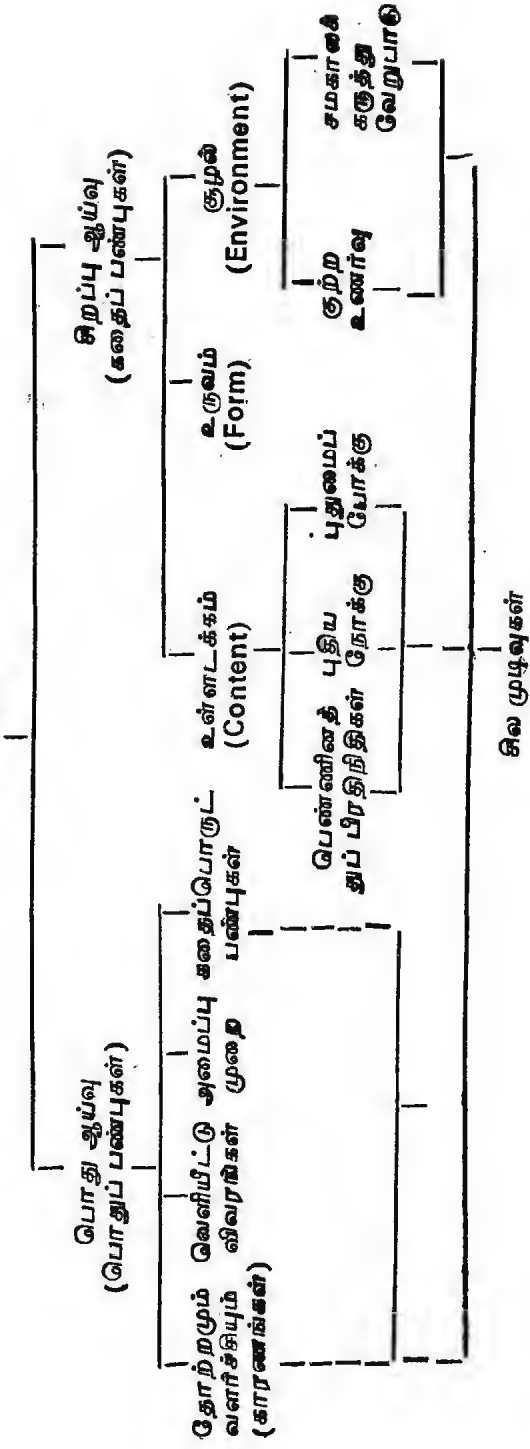 பொது ஆய்வு
(பொதுப் பண்புகள்)
சிறப்பு ஆய்வு
(கதைப் பண்புகள்)
தோற்றமும்
வளர்ச்சியும்
(காரணங்கள்)
வெளியீட்டு
விவரங்கள்
அமைப்பு
முறை
கதைப்பொருட்
பண்புகள்
உள்ளடக்கம்
(Content)
உருவம்
(Form)
சூழல்
(Environment)
பெண்ணினத்
துப் பிரதிநிதிகள்
புதிய
நோக்கு
புதுமைப்
போக்கு
குற்ற
உணர்வு
சமகாலக்
கருத்து
வேறுபாடு
சில முடிவுகள்